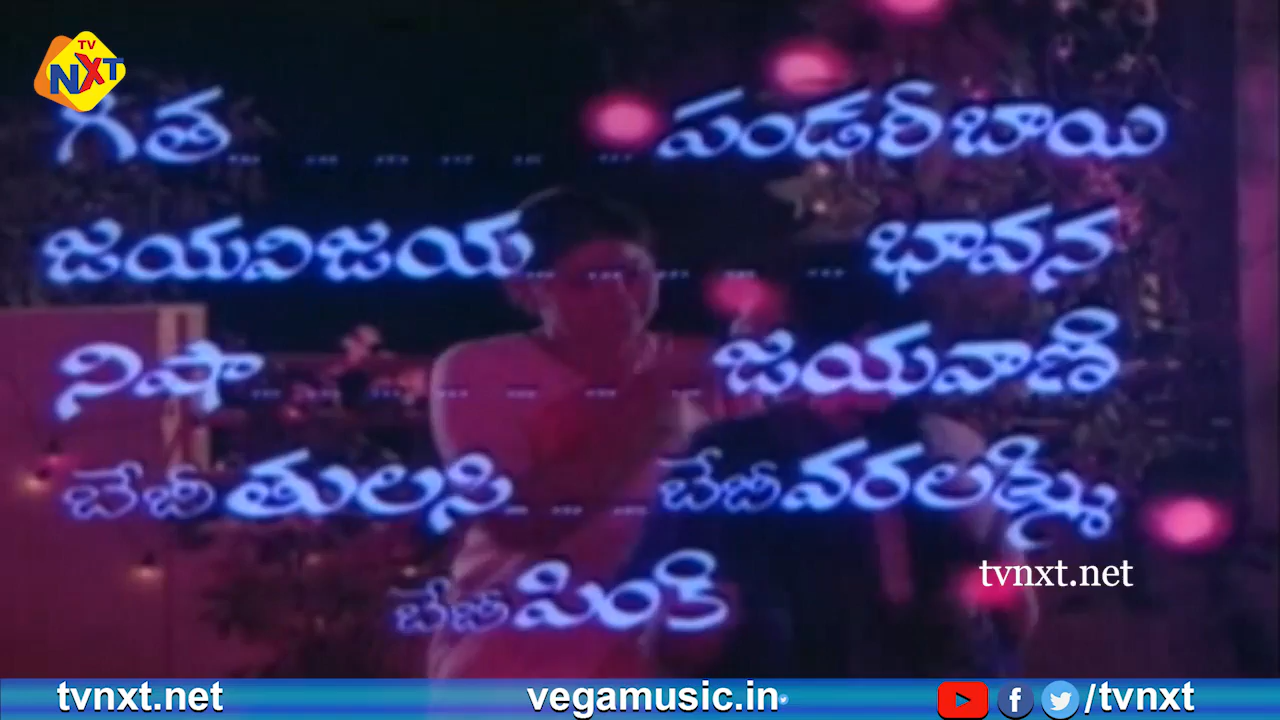 TV
NXT
గీత... ... ... ... ... ...పండరీబాయి
జయవిజయ... ... ... ... ...భావన
నిషా... ... ... ... ... ... ...జయవాణి
బేబీ తులసి... ... ...బేబీ వరలక్ష్మి
బేబీ పింకీ
tvnxt.net
tvnxt.net vegamusic.in /tvnxt